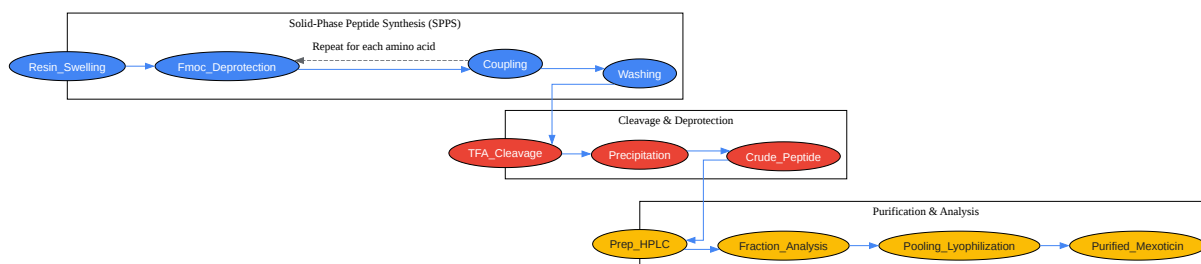 Solid-Phase Peptide Synthesis (SPPS)
Repeat for each amino acid
Resin_Swelling
Fmoc_Deprotection
Coupling
Washing
Cleavage & Deprotection
TFA_Cleavage
Precipitation
Crude_Peptide
Purification & Analysis
Prep_HPLC
Fraction_Analysis
Pooling_Lyophilization
Purified_Mexoticin